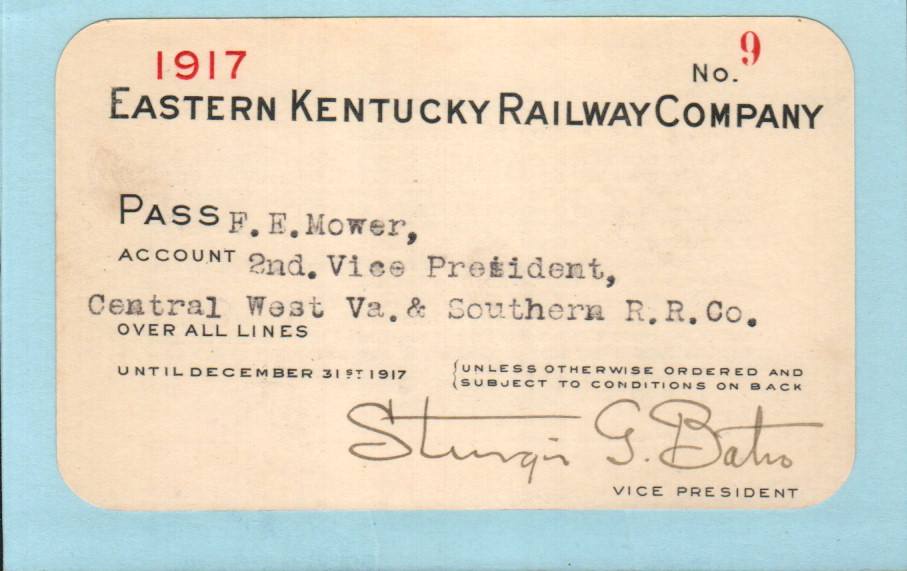 1917
No. 9
EASTERN KENTUCKY RAILWAY COMPANY
PASS F. E. Mower,
ACCOUNT 2nd. Vice President,
Central West Va. & Southern R.R.Co.
OVER ALL LINES
UNTIL DECEMBER 31ST 1917
UNLESS OTHERWISE ORDERED AND
SUBJECT TO CONDITIONS ON BACK
Sturgis G. Bates
VICE PRESIDENT